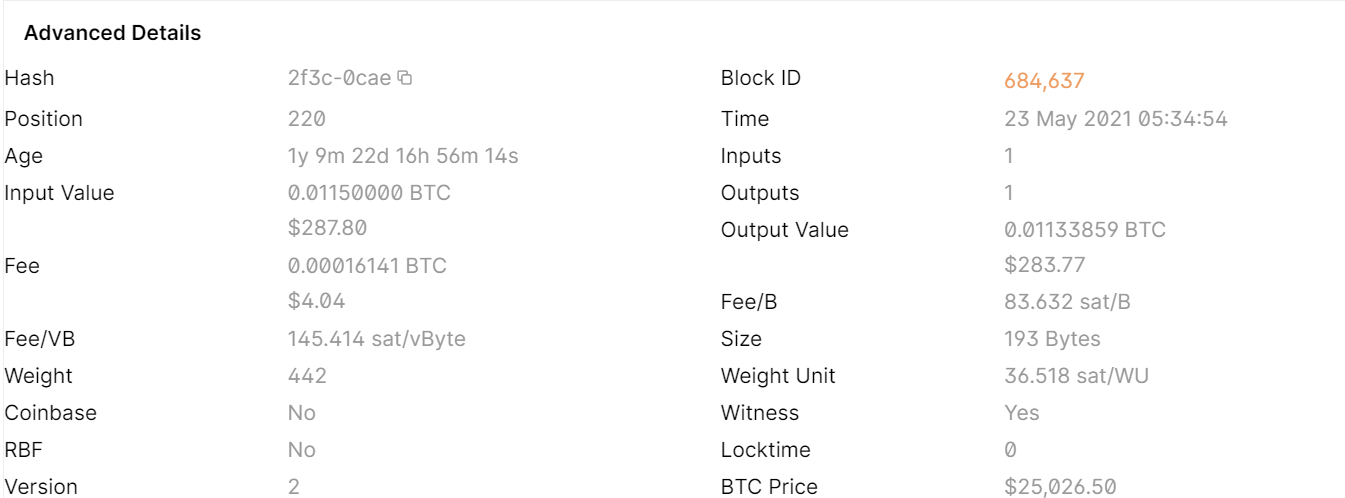 Advanced Details
Hash 2f3c-0cae Block ID 684,637
Position 220 Time 23 May 2021 05:34:54
Age 1y 9m 22d 16h 56m 14s Inputs 1
Input Value 0.01150000 BTC Outputs 1
$287.80 Output Value 0.01133859 BTC
Fee 0.00016141 BTC $283.77
$4.04 Fee/B 83.632 sat/B
Fee/VB 145.414 sat/vByte Size 193 Bytes
Weight 442 Weight Unit 36.518 sat/WU
Coinbase No Witness Yes
RBF No Locktime 0
Version 2 BTC Price $25,026.50